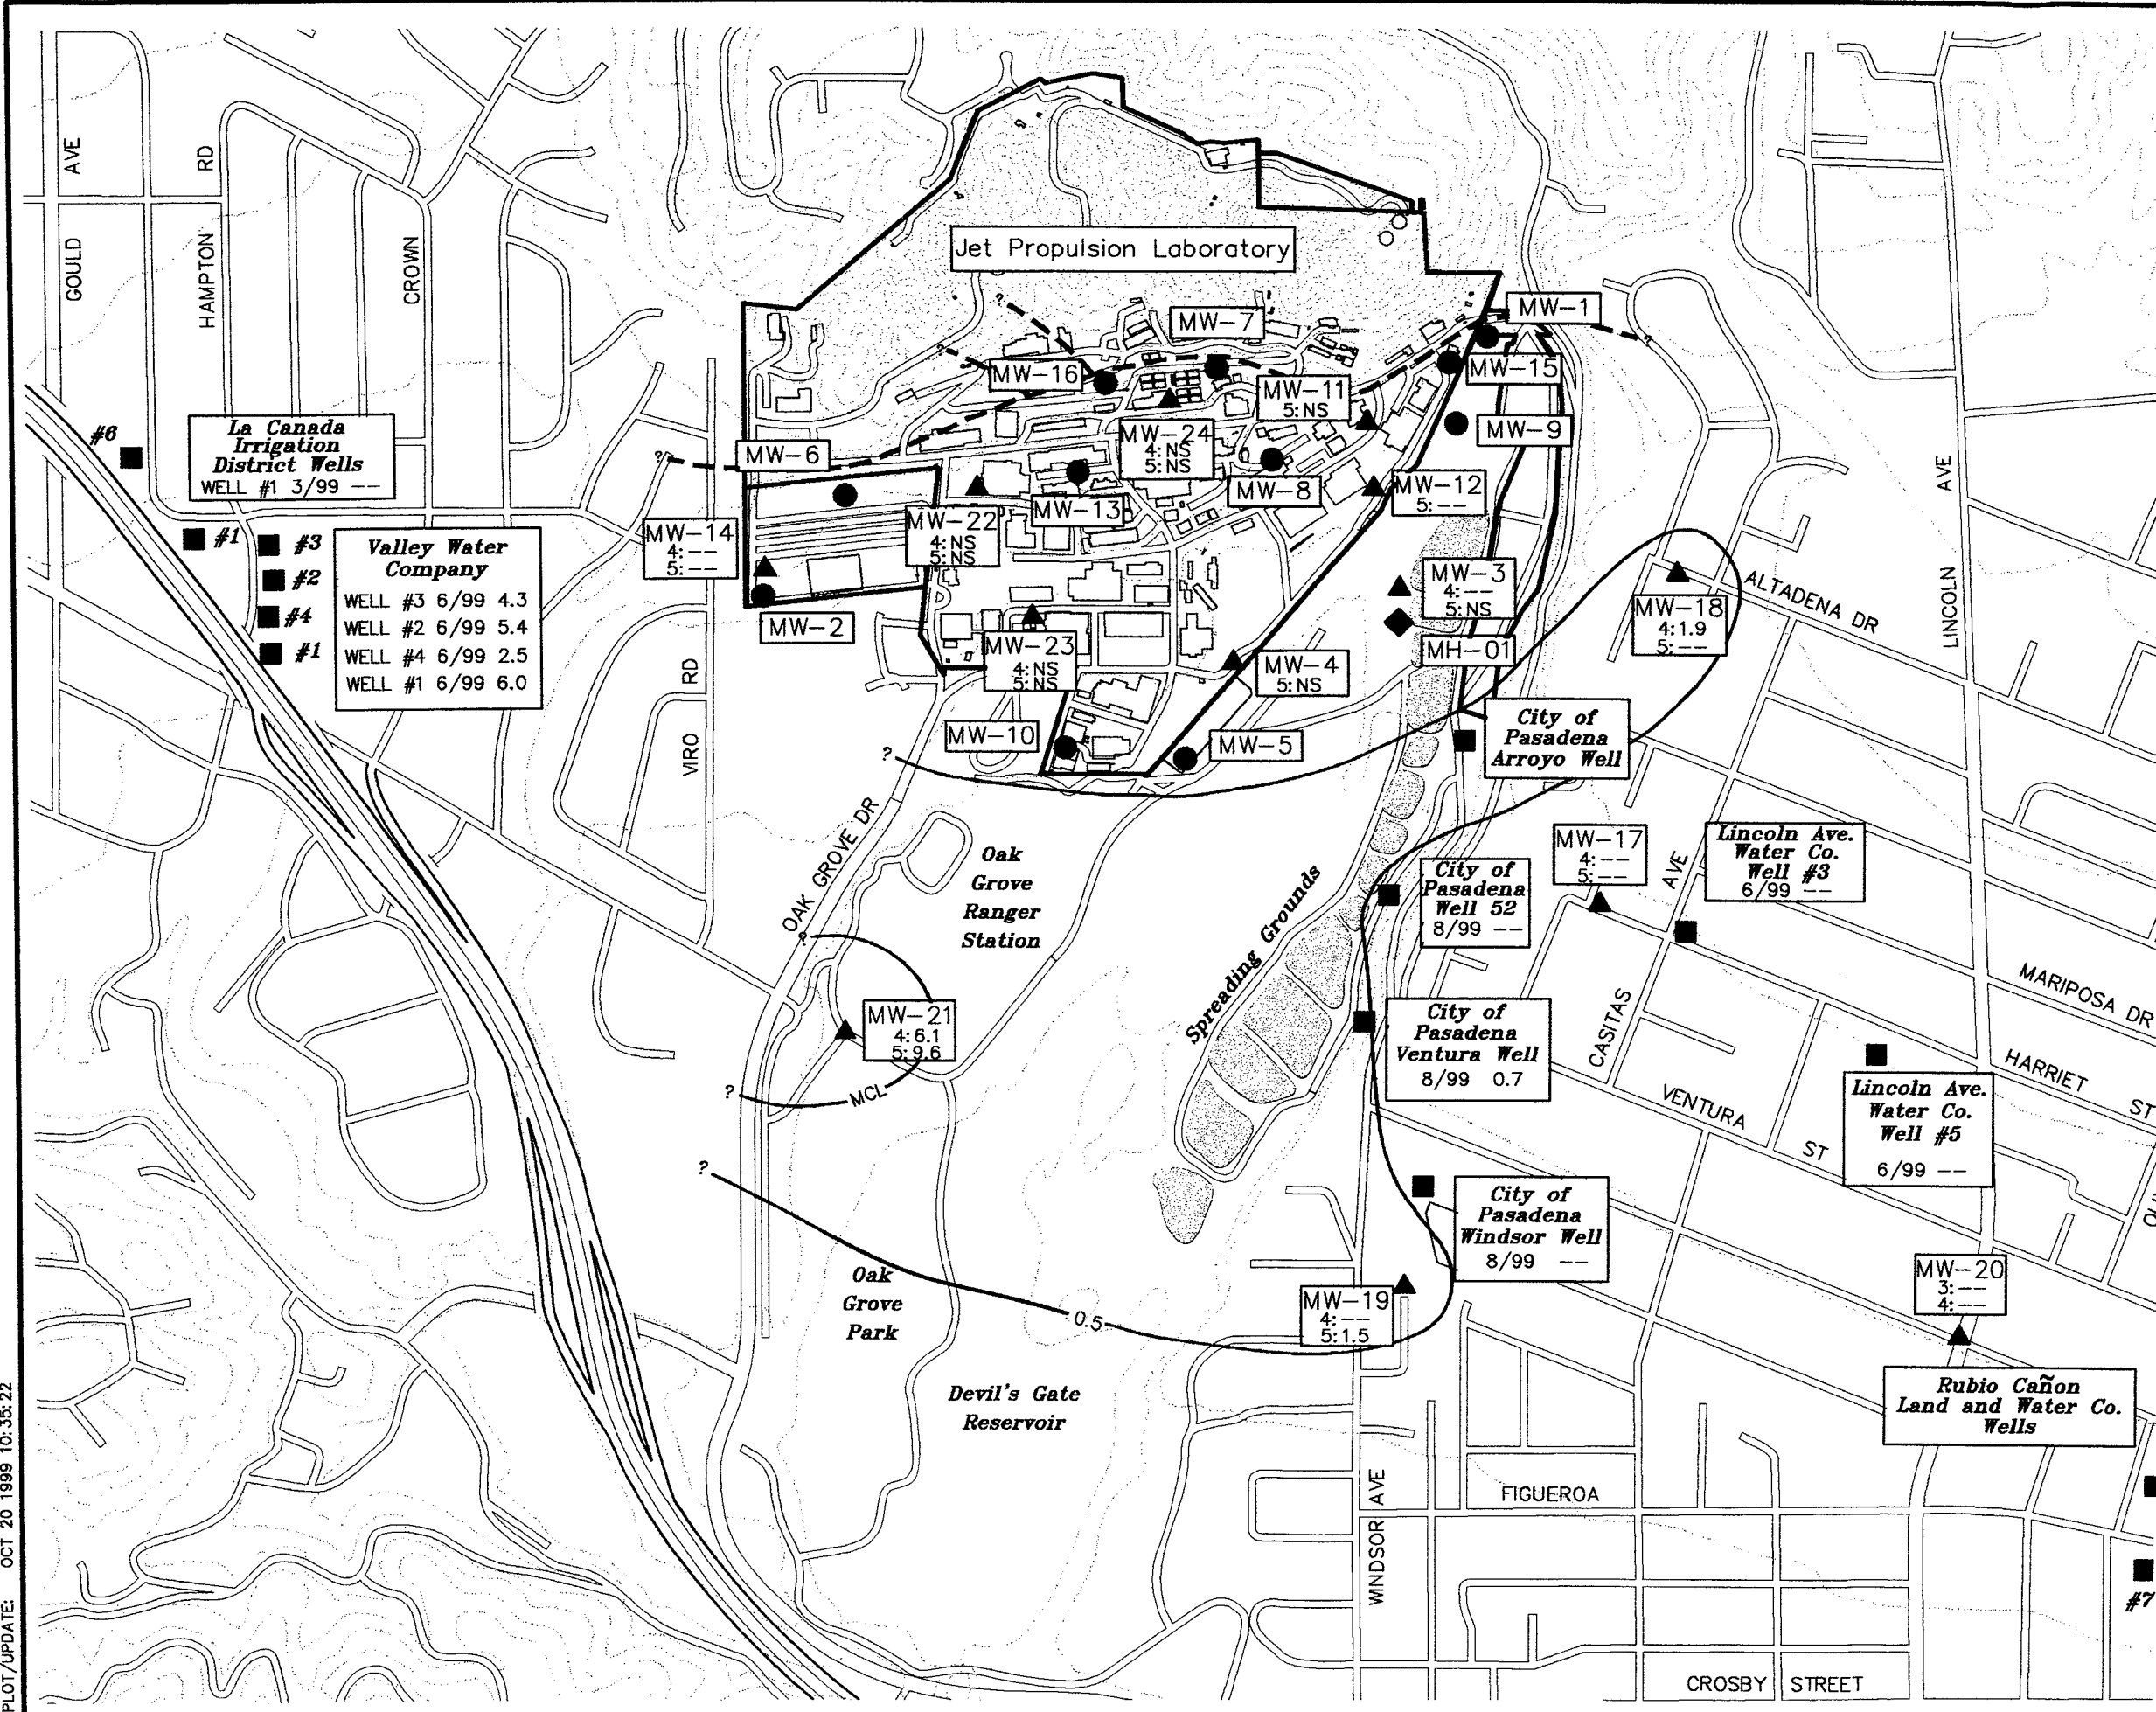 GOULD AVE
HAMPTON RD
CROWN
Jet Propulsion Laboratory
MW-7
MW-1
MW-16
MW-11
5: NS
MW-15
MW-9
MW-24
4: NS
5: NS
MW-6
MW-8
MW-12
5: --
MW-13
MW-22
4: NS
5: NS
MW-14
4: --
5: --
#6
La Canada
Irrigation
District Wells
WELL #1 3/99 --
#1
#3
#2
#4
#1
Valley Water
Company
WELL #3 6/99 4.3
WELL #2 6/99 5.4
WELL #4 6/99 2.5
WELL #1 6/99 6.0
MW-2
MW-3
4: --
5: NS
MH-01
MW-18
4: 1.9
5: --
ALTADENA DR
LINCOLN AVE
MW-23
4: NS
5: NS
MW-4
5: NS
MW-10
MW-5
VIRO RD
City of
Pasadena
Arroyo Well
?
?
?
?
?
?
?
?
OAK GROVE DR
Oak
Grove
Ranger
Station
MW-17
4: --
5: --
Lincoln Ave.
Water Co.
Well #3
6/99 --
City of
Pasadena
Well 52
8/99 --
Spreading Grounds
CASITAS AVE
MARIPOSA DR
MW-21
4: 6.1
5: 9.6
MCL
City of
Pasadena
Ventura Well
8/99 0.7
HARRIET ST
VENTURA ST
Lincoln Ave.
Water Co.
Well #5
6/99 --
City of
Pasadena
Windsor Well
8/99 --
Oak
Grove
Park
0.5
MW-19
4: --
5: 1.5
MW-20
3: --
4: --
Devil's Gate
Reservoir
Rubio Cañon
Land and Water Co.
Wells
WINDSOR AVE
FIGUEROA
#7
CROSBY STREET
PLOT/UPDATE: OCT 20 1999 10:35:22